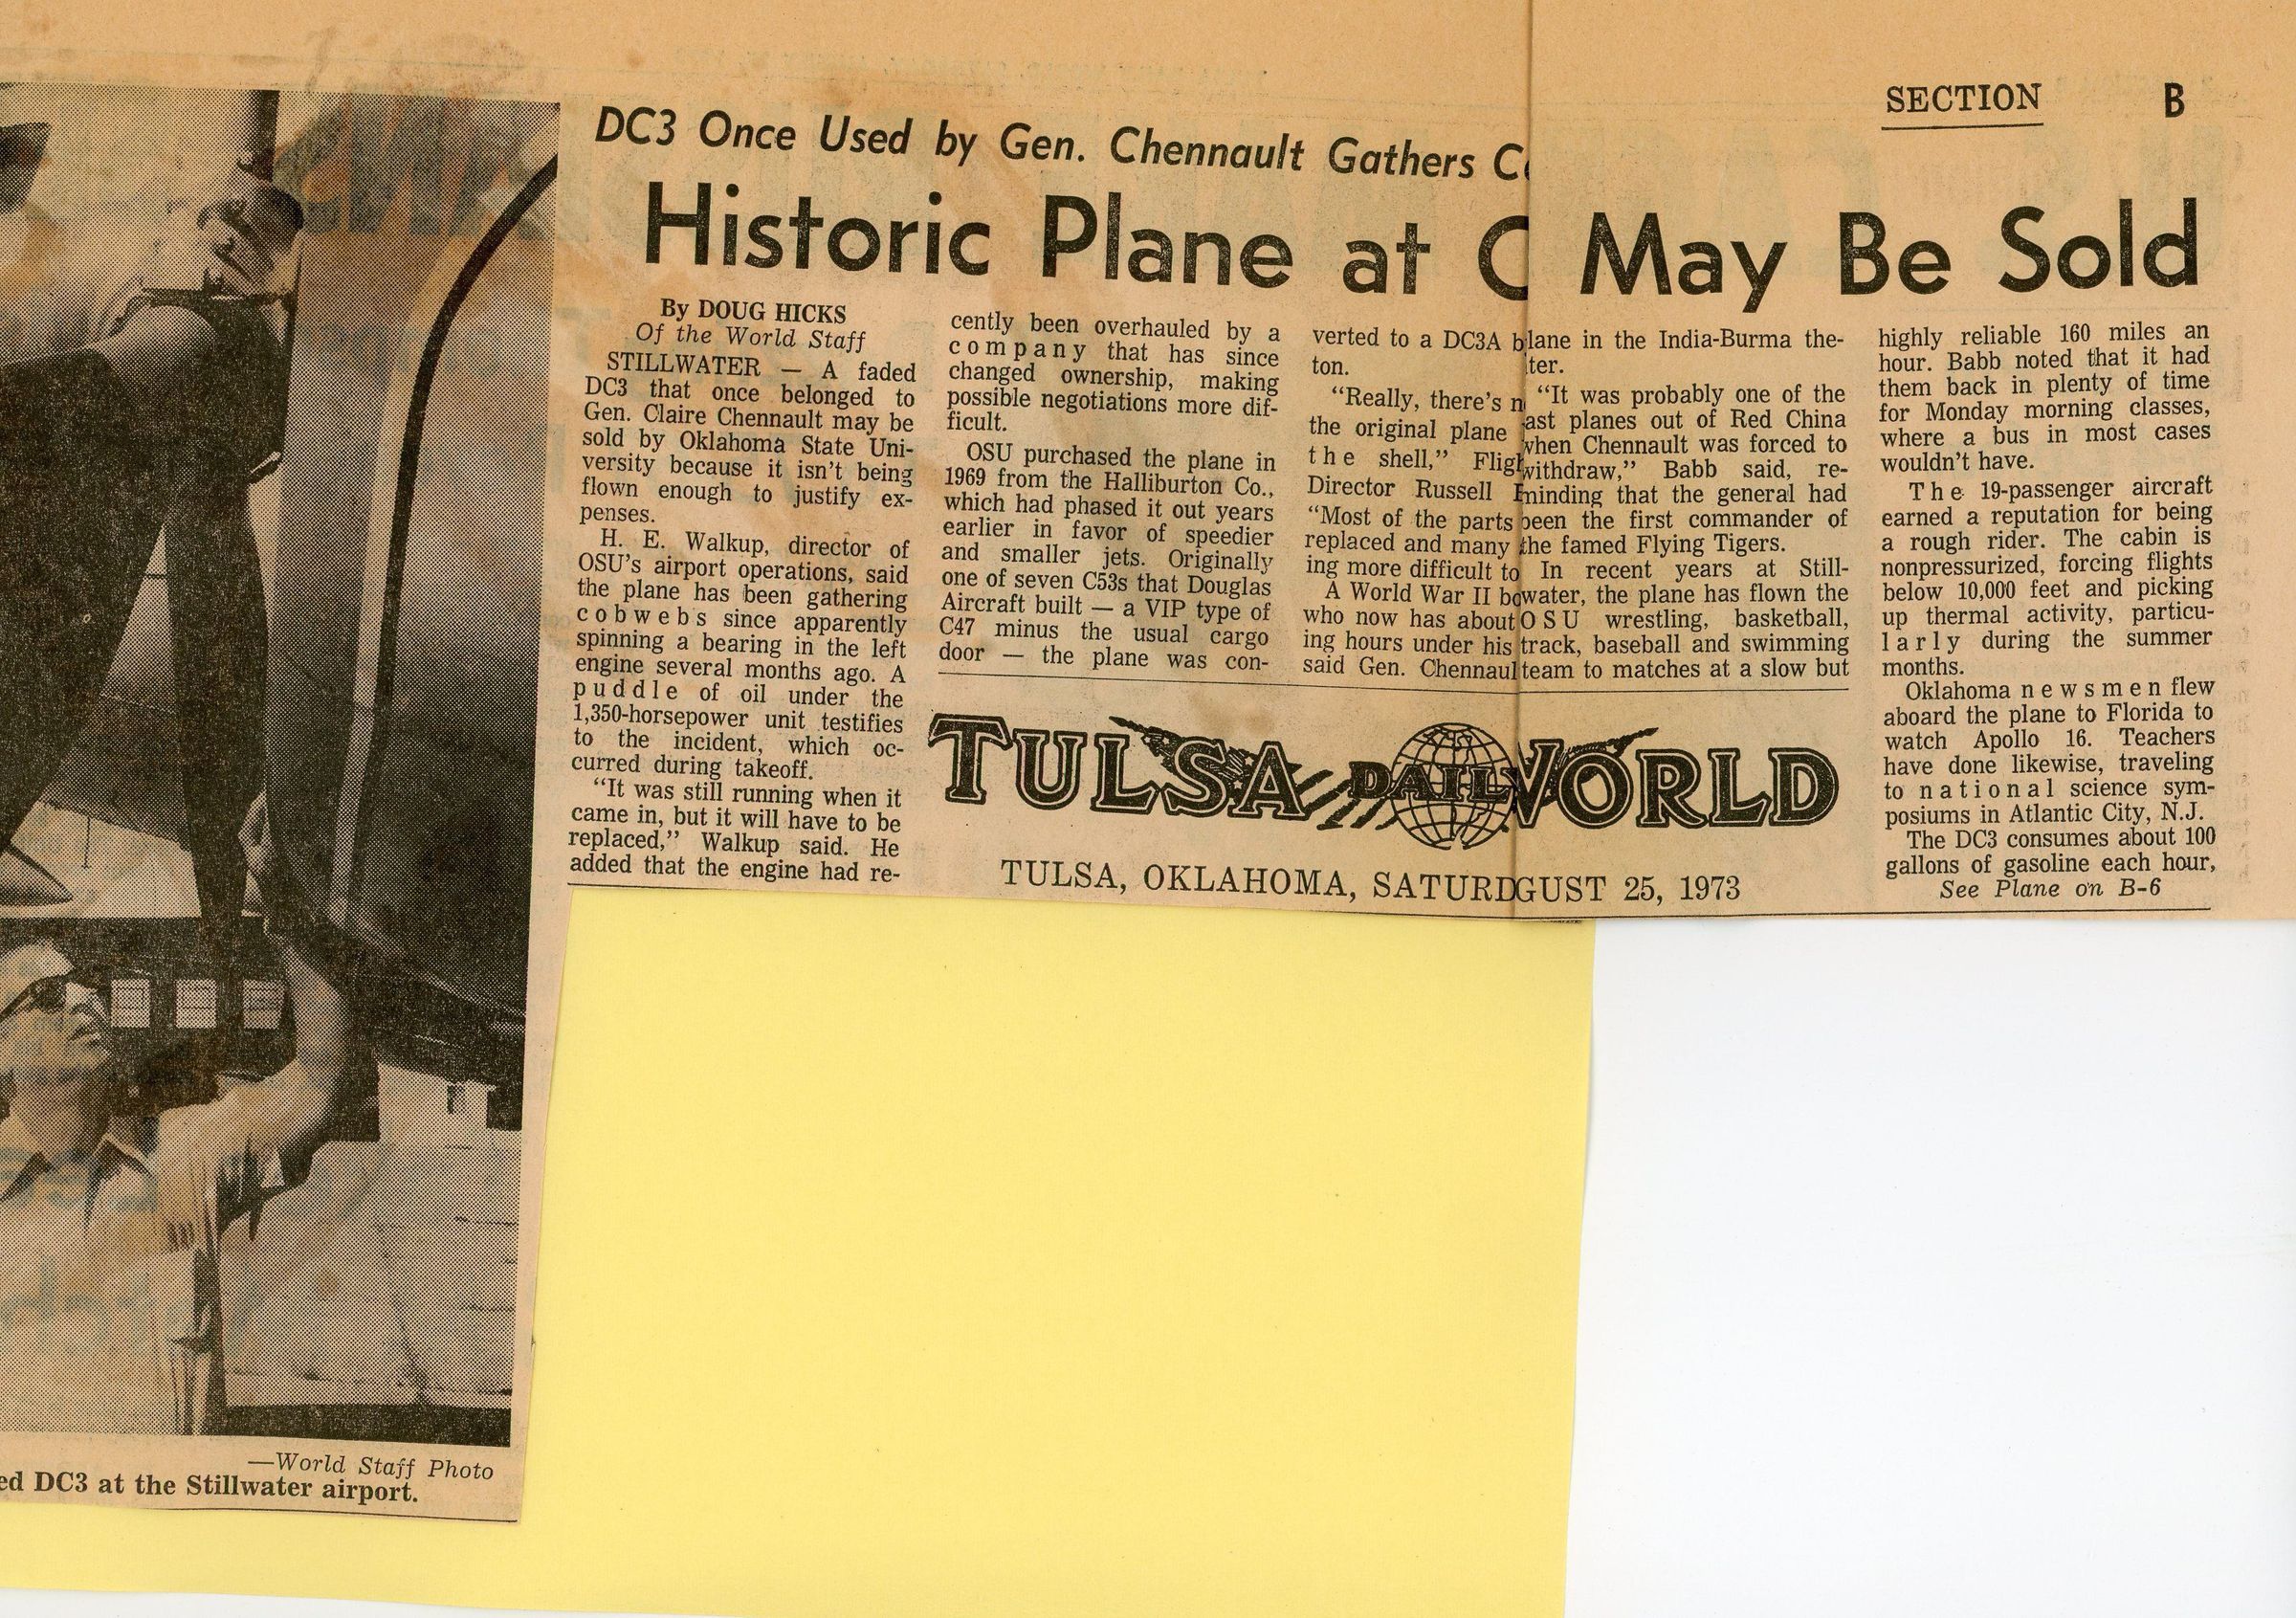 SECTION B
DC3 Once Used by Gen. Chennault Gathers
Historic Plane at May Be Sold
By DOUG HICKS
Of the World Staff
STILLWATER — A faded
DC3 that once belonged to
Gen. Claire Chennault may be
sold by Oklahoma State Uni-
versity because it isn't being
flown enough to justify ex-
penses.
H. E. Walkup, director of
OSU's airport operations, said
the plane has been gathering
cobwebs since apparently
spinning a bearing in the left
engine several months ago. A
puddle of oil under the
1,350-horsepower unit testifies
to the incident, which oc-
curred during takeoff.
"It was still running when it
came in, but it will have to be
replaced," Walkup said. He
added that the engine had re-
cently been overhauled by a
company that has since
changed ownership, making
possible negotiations more dif-
ficult.
OSU purchased the plane in
1969 from the Halliburton Co.,
which had phased it out years
earlier in favor of speedier
and smaller jets. Originally
one of seven C53s that Douglas
Aircraft built — a VIP type of
C47 minus the usual cargo
door — the plane was con-
verted to a DC3A
ton.
"Really, there's
the original plane
the shell,"
Director Russell
"Most of the parts
replaced and many
ing more difficult to
A World War II
who now has about
ing hours under his
said Gen.
plane in the India-Burma the-
ter.
"It was probably one of the
last planes out of Red China
when Chennault was forced to
withdraw," Babb said, re-
minding that the general had
been the first commander of
the famed Flying Tigers.
In recent years at Still-
water, the plane has flown the
OSU wrestling, basketball,
track, baseball and swimming
team to matches at a slow but
highly reliable 160 miles an
hour. Babb noted that it had
them back in plenty of time
for Monday morning classes,
where a bus in most cases
wouldn't have.
The 19-passenger aircraft
earned a reputation for being
a rough rider. The cabin is
nonpressurized, forcing flights
below 10,000 feet and picking
up thermal activity, particu-
larly during the summer
months.
Oklahoma newsmen flew
aboard the plane to Florida to
watch Apollo 16. Teachers
have done likewise, traveling
to national science sym-
posiums in Atlantic City, N.J.
The DC3 consumes about 100
gallons of gasoline each hour,
See Plane on B-6
TULSA DAILY WORLD
TULSA, OKLAHOMA, SATURD GUST 25, 1973
—World Staff Photo
ed DC3 at the Stillwater airport.